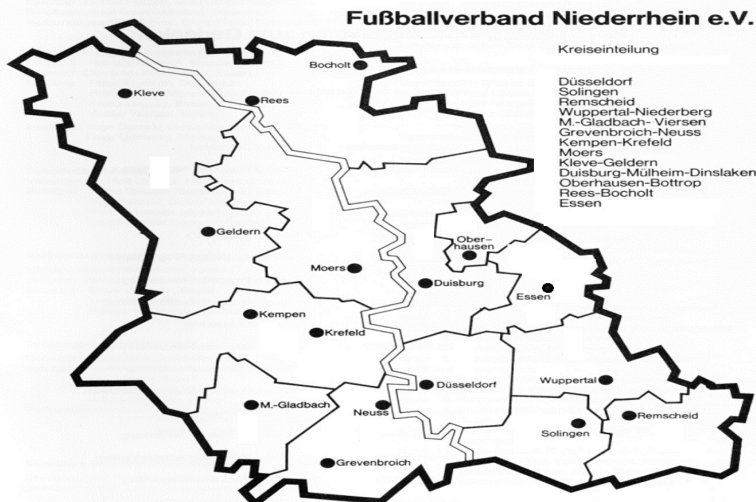 Fußballverband Niederrhein e.V.
Kreiseinteilung
Düsseldorf
Solingen
Remscheid
Wuppertal-Niederberg
M.-Gladbach- Viersen
Grevenbroich-Neuss
Kempen-Krefeld
Moers
Kleve-Geldern
Duisburg-Mülheim-Dinslaken
Oberhausen-Bottrop
Rees-Bocholt
Essen
Bocholt
Kleve
Rees
Geldern
Ober-
hausen
Moers
Duisburg
Essen
Kempen
Krefeld
Düsseldorf
Wuppertal
M.-Gladbach
Neuss
Remscheid
Solingen
Grevenbroich